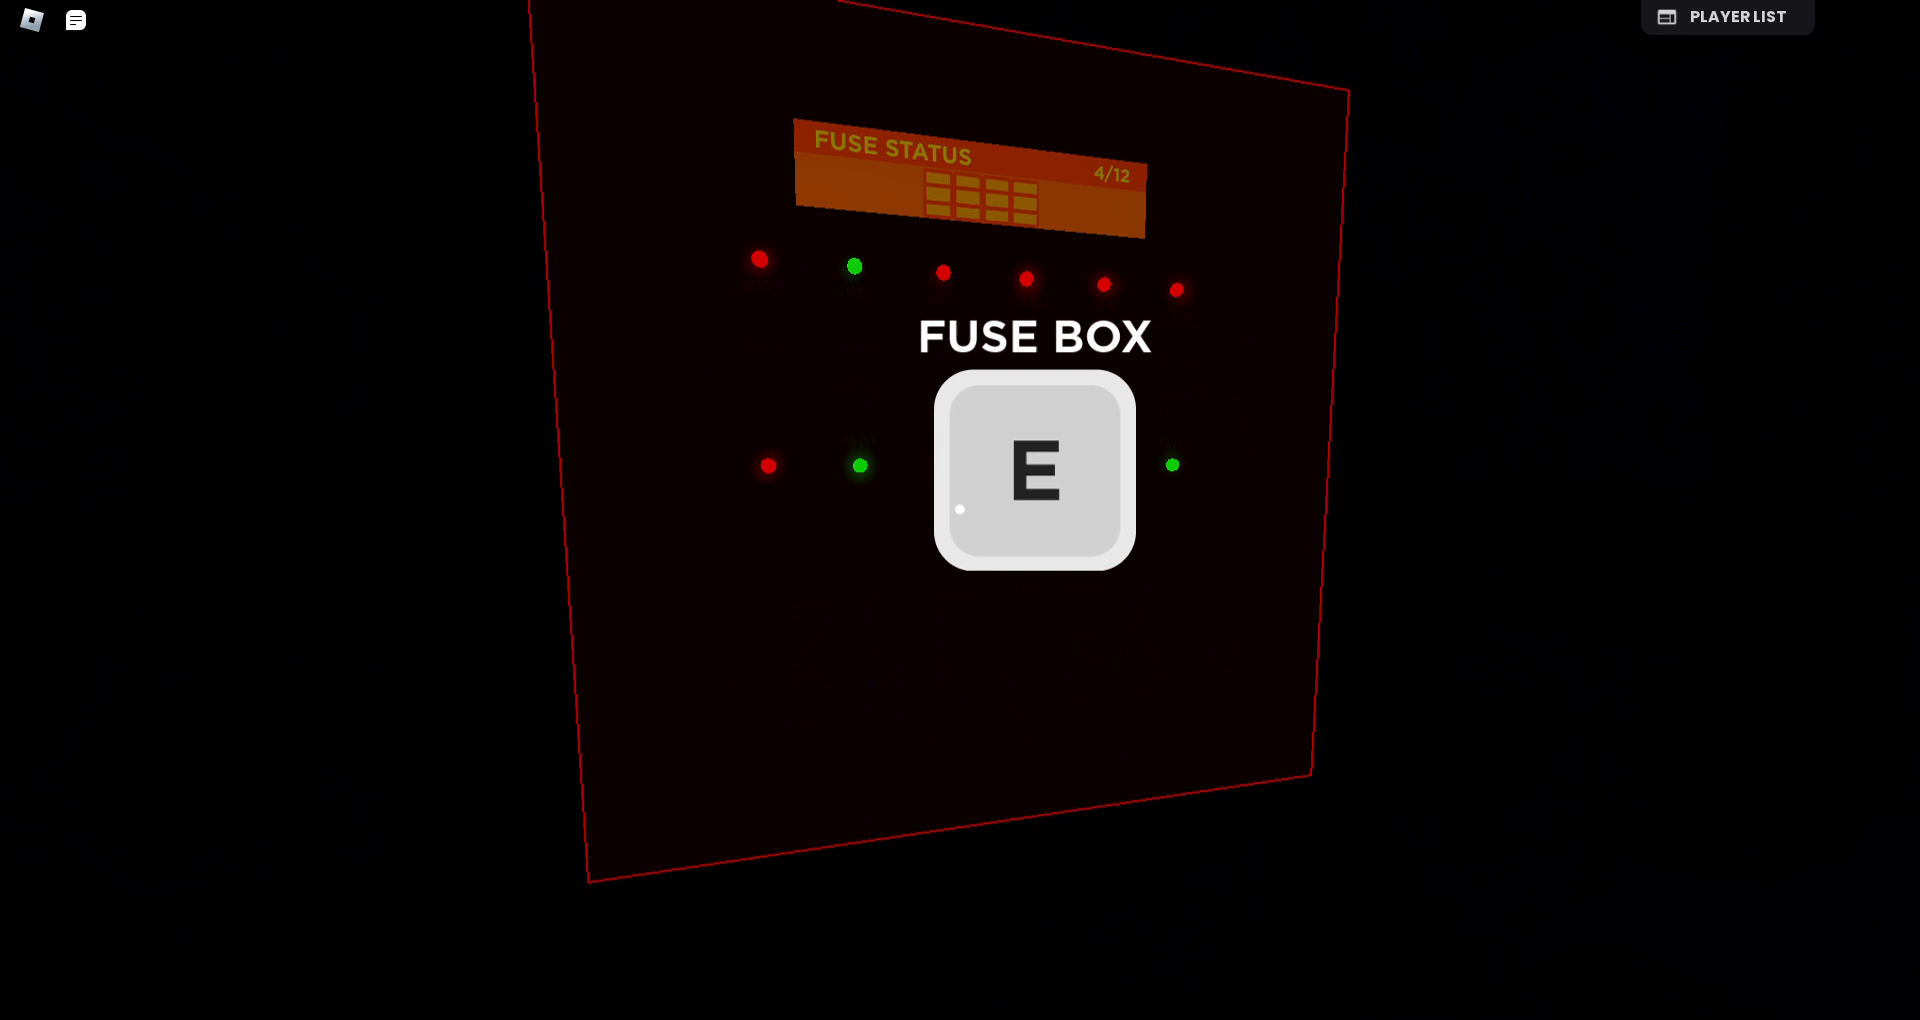 PLAYER LIST
FUSE STATUS
4/12
FUSE BOX
E